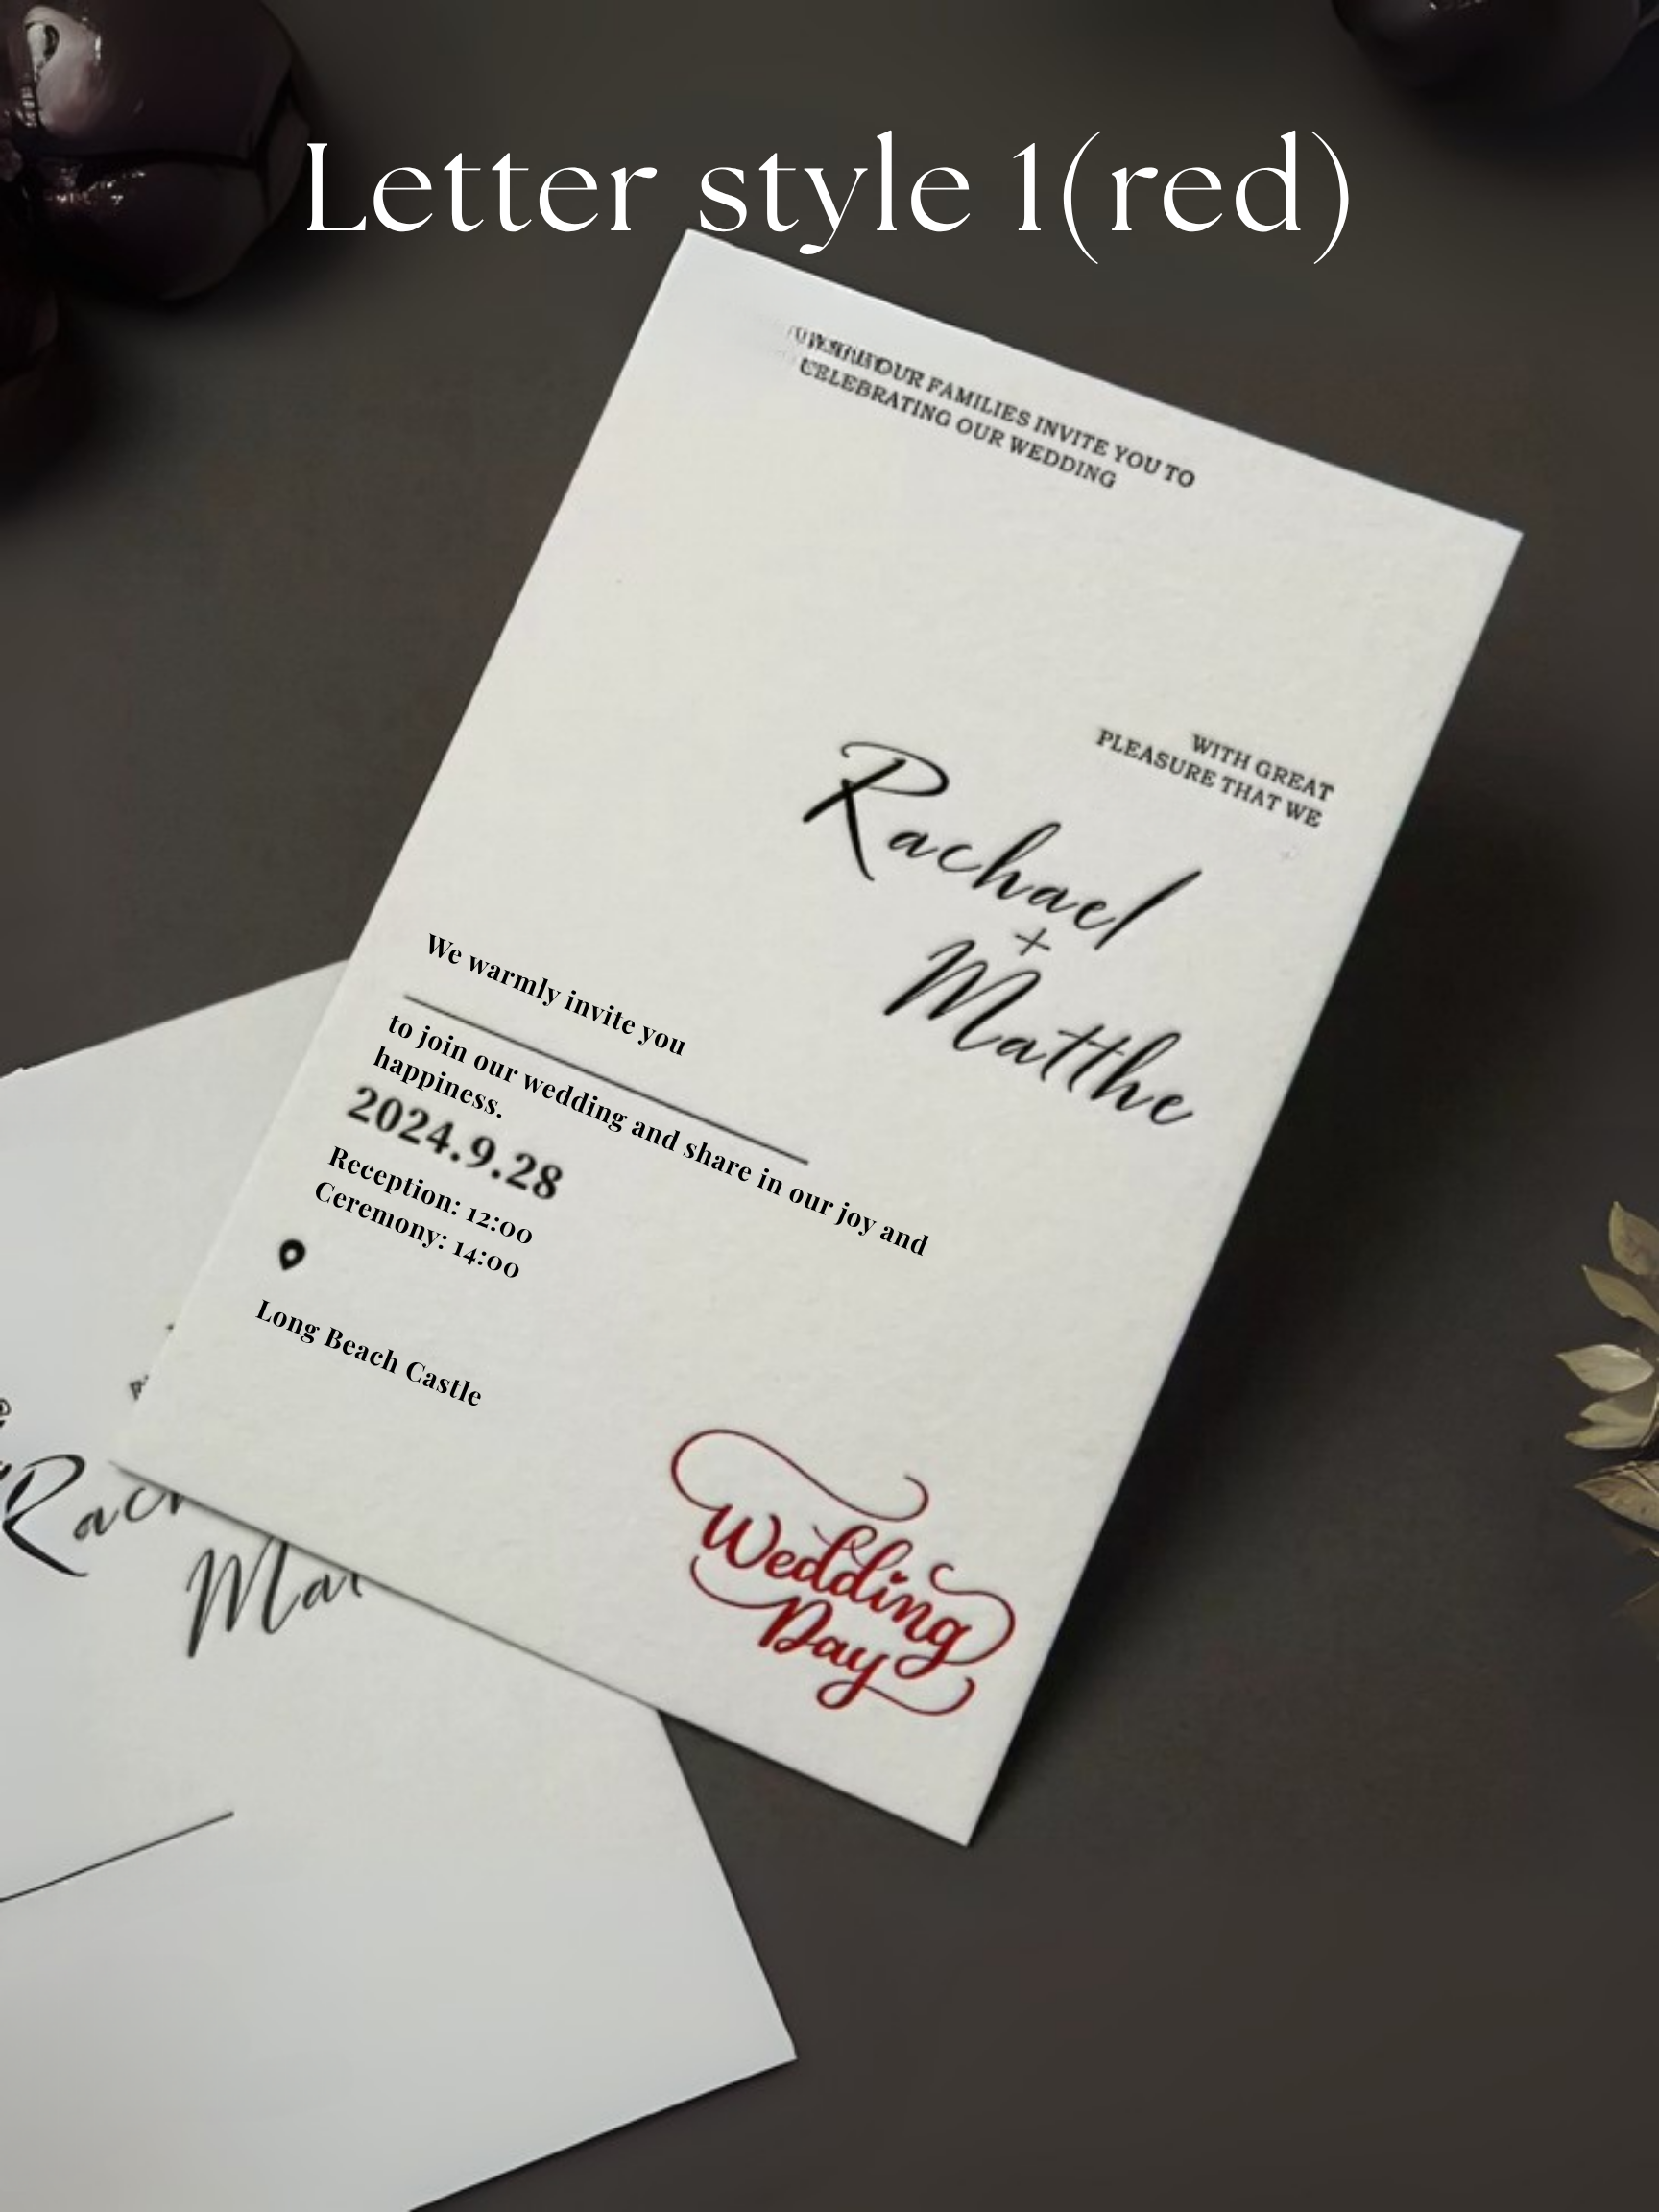 Letter style 1(red)
OUR FAMILIES INVITE YOU TO
CELEBRATING OUR WEDDING
WITH GREAT
PLEASURE THAT WE
Rachael
+
Matthe
We warmly invite you
to join our wedding and share in our joy and
happiness.
2024.9.28
Reception: 12:00
Ceremony: 14:00
Long Beach Castle
Wedding
Day
Rac
Mat